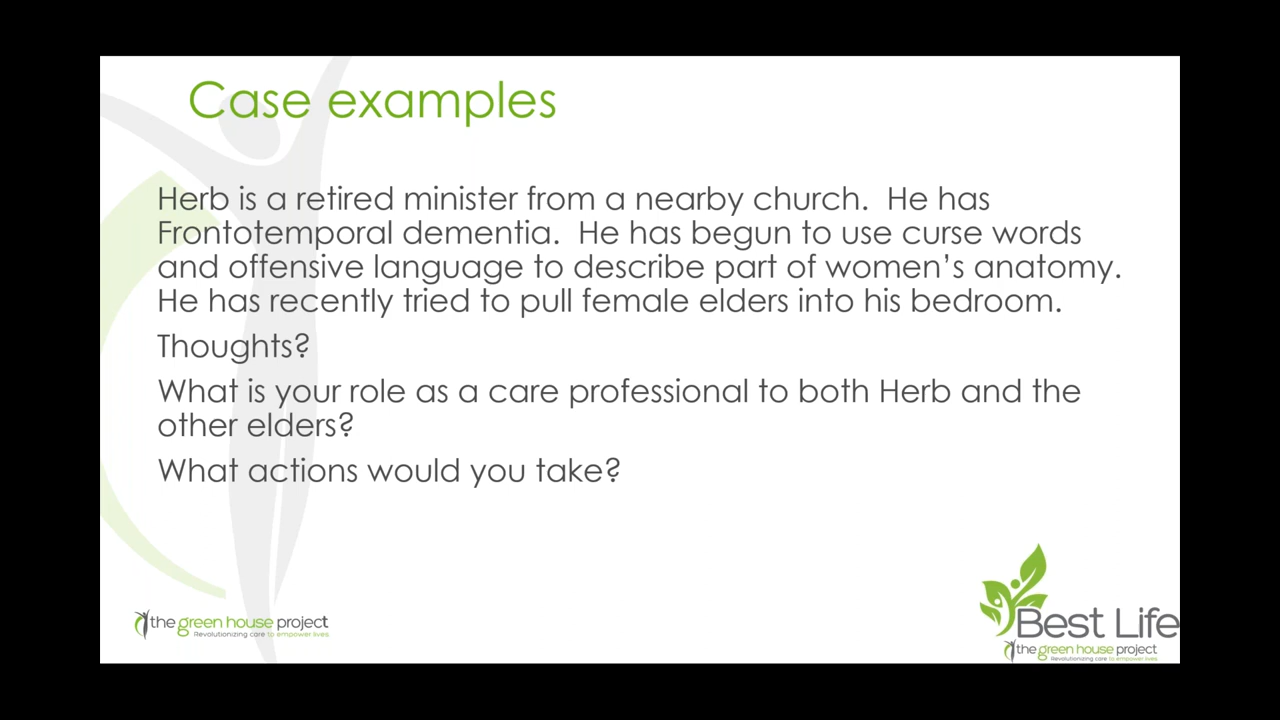 Case examples
Herb is a retired minister from a nearby church.  He has
Frontotemporal dementia.  He has begun to use curse words
and offensive language to describe part of women’s anatomy.
He has recently tried to pull female elders into his bedroom.
Thoughts?
What is your role as a care professional to both Herb and the
other elders?
What actions would you take?
the green house project
Revolutionizing care to empower lives
Best Life
the green house project
Revolutionizing care to empower lives